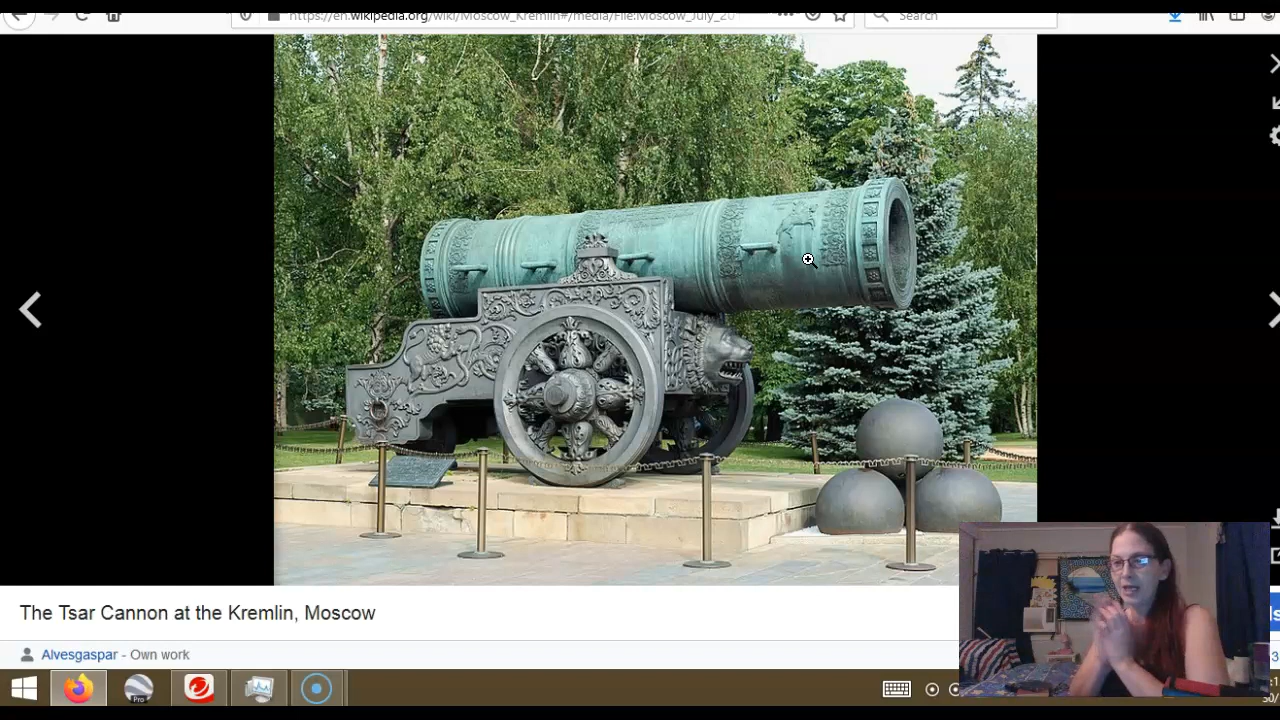 https://en.wikipedia.org/wiki/Moscow_Kremlin#/media/File:Moscow_July_20
Search
The Tsar Cannon at the Kremlin, Moscow
Alvesgaspar - Own work
Pro